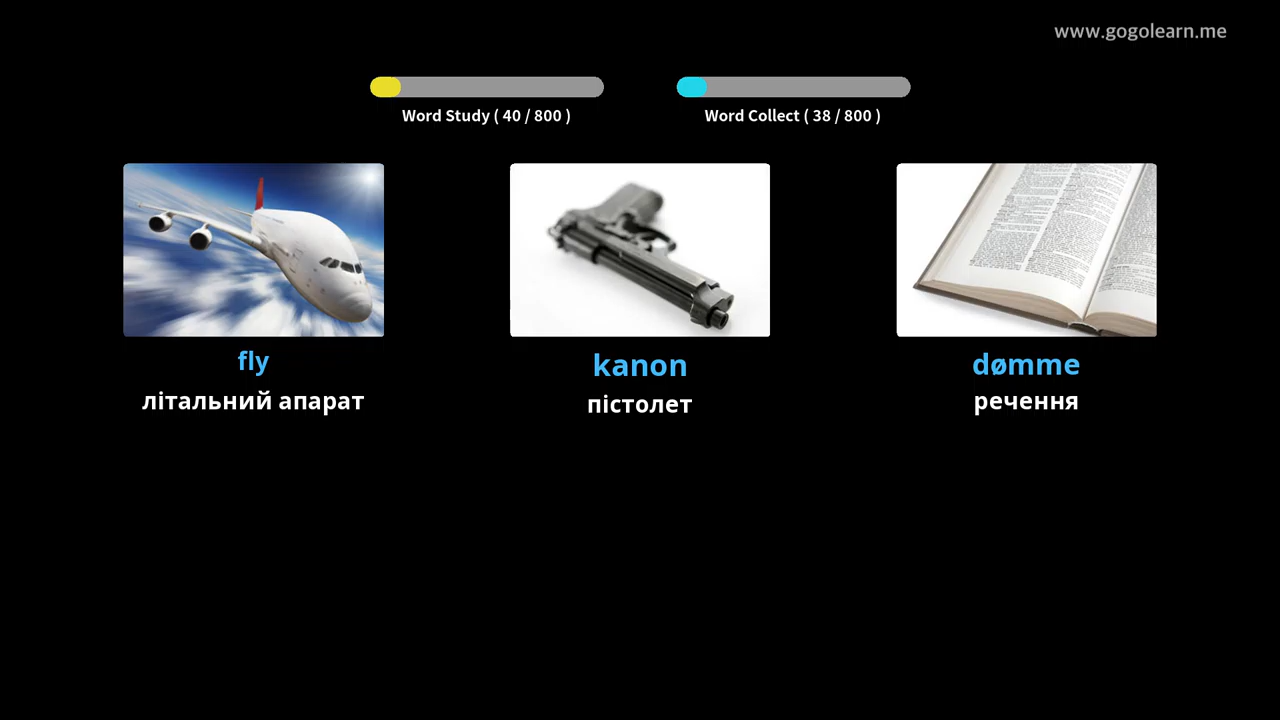 www.gogolearn.me
Word Study ( 40 / 800 )
Word Collect ( 38 / 800 )
fly
літальний апарат
kanon
пістолет
dømme
речення